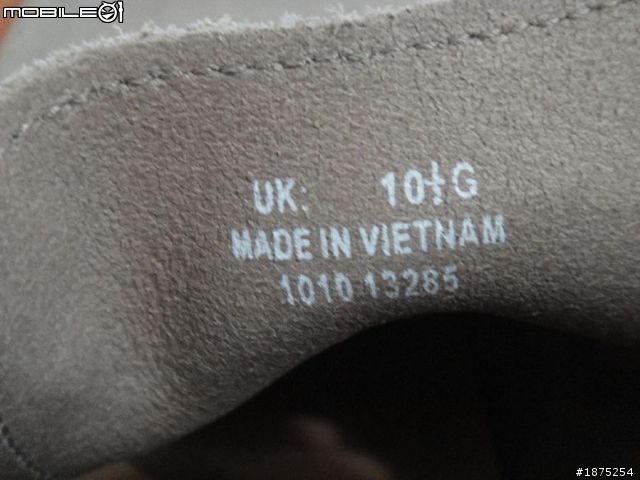 MOBILE01
UK: 10½G
MADE IN VIETNAM
1010 13285
#1875254